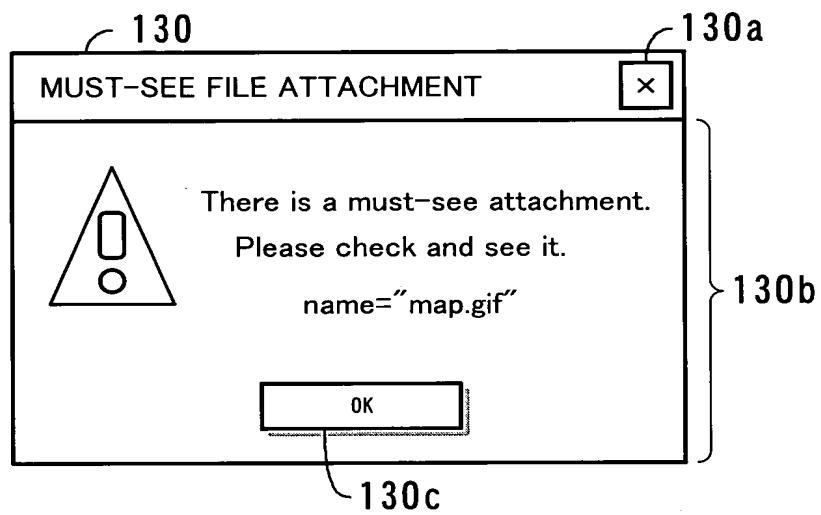 130
130a
MUST-SEE FILE ATTACHMENT ×
There is a must-see attachment.
Please check and see it.
name="map.gif"
130b
OK
130c